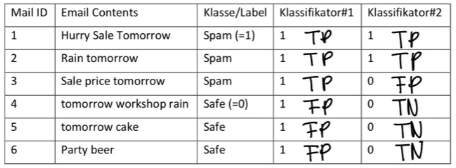 Mail ID Email Contents Klasse/Label Klassifikator#1 Klassifikator#2
1 Hurry Sale Tomorrow Spam (=1) 1 TP 1 TP
2 Rain tomorrow Spam 1 TP 1 TP
3 Sale price tomorrow Spam 1 TP 0 FP
4 tomorrow workshop rain Safe (=0) 1 FP 0 TN
5 tomorrow cake Safe 1 FP 0 TN
6 Party beer Safe 1 FP 0 TN